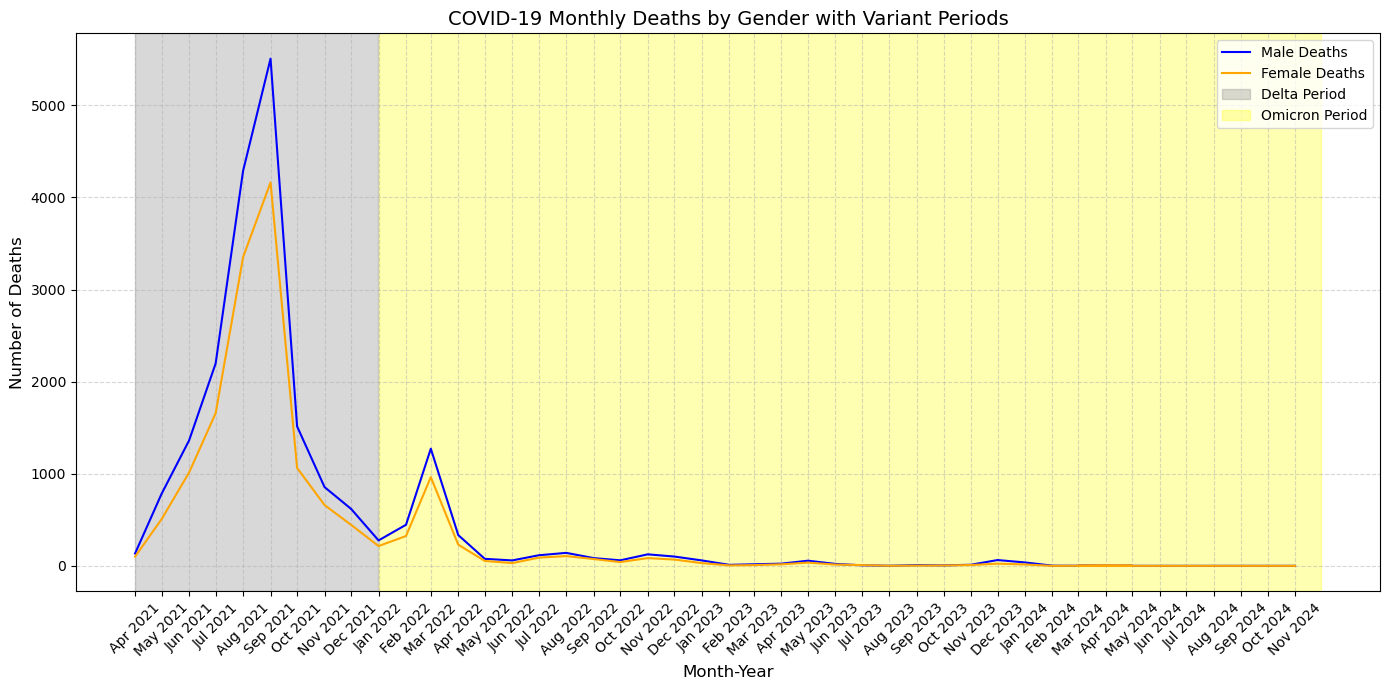 COVID-19 Monthly Deaths by Gender with Variant Periods
Male Deaths
Female Deaths
Delta Period
Omicron Period
Number of Deaths
5000
4000
3000
2000
1000
0
Apr 2021
May 2021
Jun 2021
Jul 2021
Aug 2021
Sep 2021
Oct 2021
Nov 2021
Dec 2021
Jan 2022
Feb 2022
Mar 2022
Apr 2022
May 2022
Jun 2022
Jul 2022
Aug 2022
Sep 2022
Oct 2022
Nov 2022
Dec 2022
Jan 2023
Feb 2023
Mar 2023
Apr 2023
May 2023
Jun 2023
Jul 2023
Aug 2023
Sep 2023
Oct 2023
Nov 2023
Dec 2023
Jan 2024
Feb 2024
Mar 2024
Apr 2024
May 2024
Jun 2024
Jul 2024
Aug 2024
Sep 2024
Oct 2024
Nov 2024
Month-Year